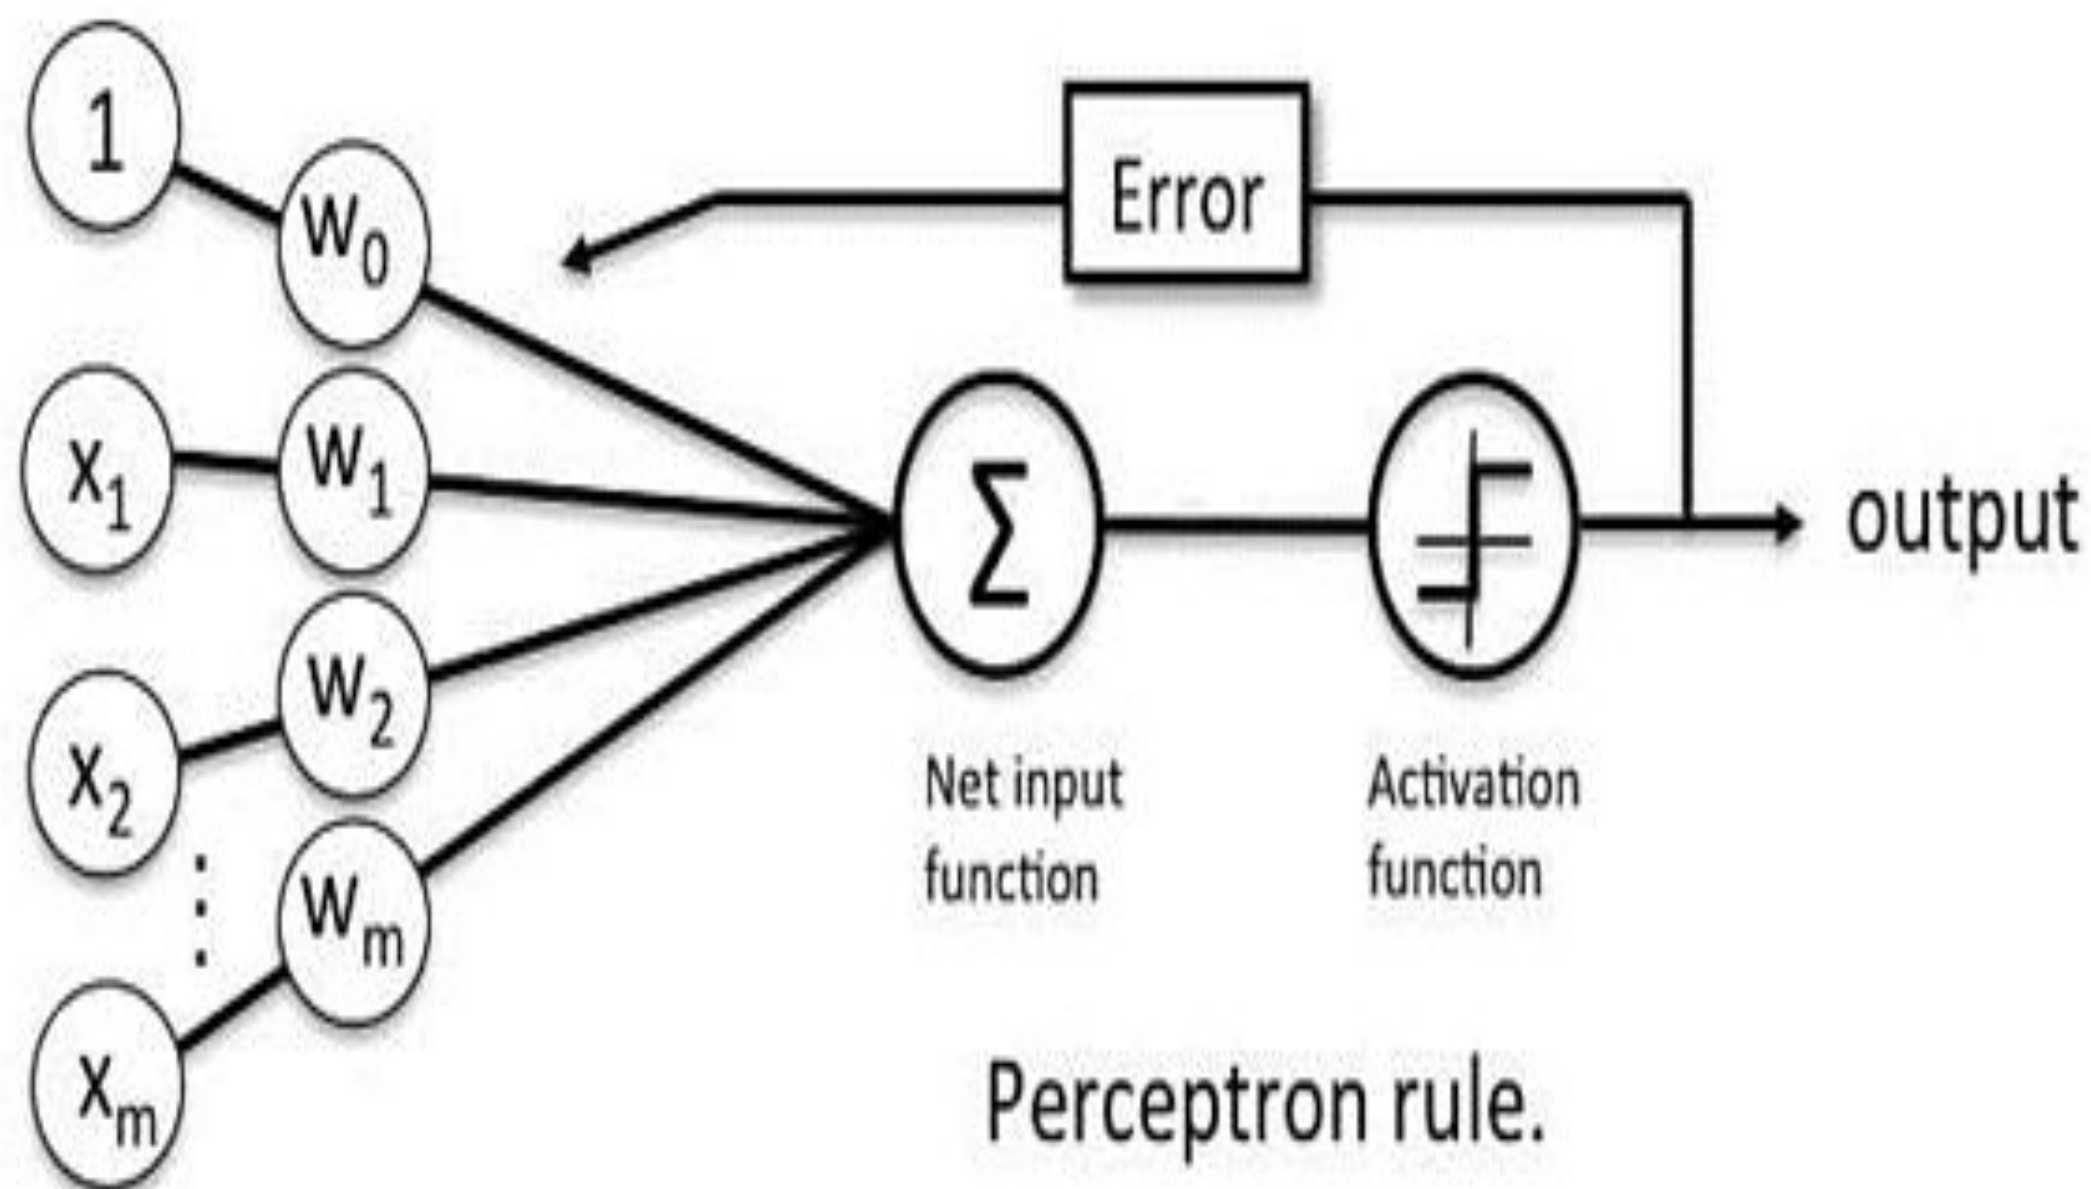 1
W0
Error
X1
W1
Σ
output
W2
X2
Net input
function
Activation
function
Wm
Xm
Perceptron rule.